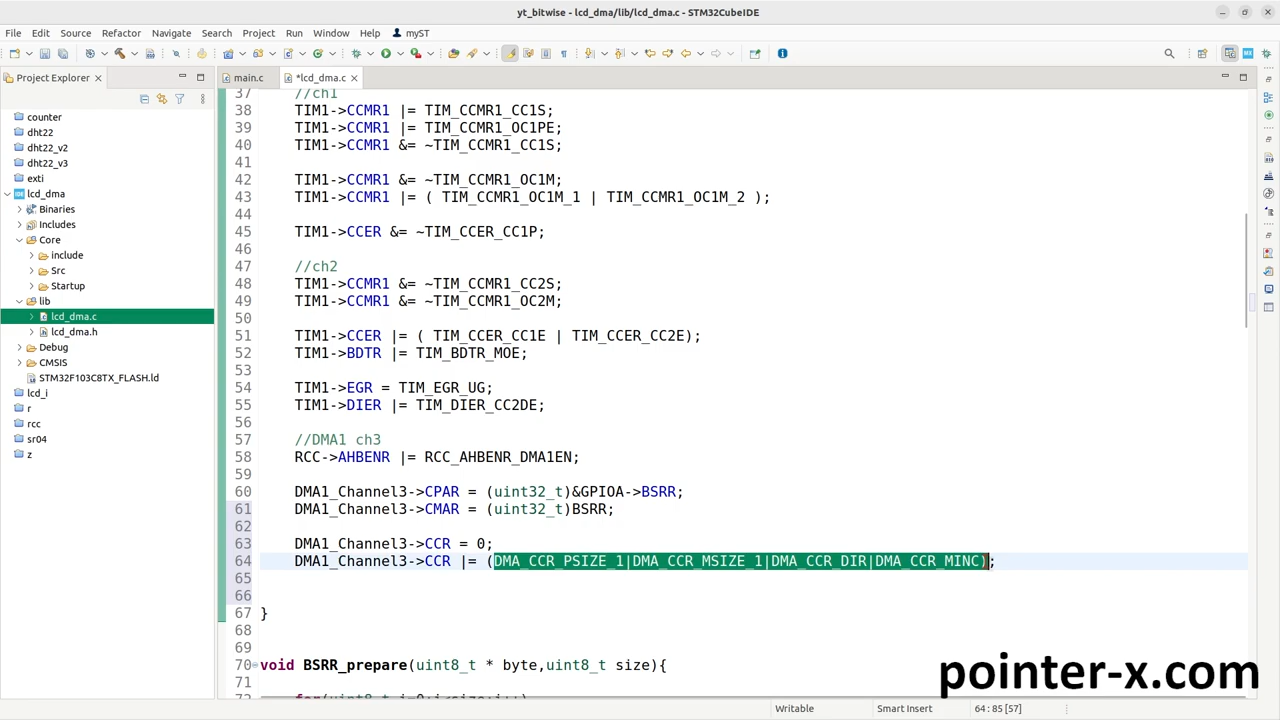 yt_bitwise - lcd_dma/lib/lcd_dma.c - STM32CubeIDE
File Edit Source Refactor Navigate Search Project Run Window Help myST
Project Explorer
main.c
*lcd_dma.c
counter
dht22
dht22_v2
dht22_v3
exti
lcd_dma
Binaries
Includes
Core
include
Src
Startup
lib
lcd_dma.c
lcd_dma.h
Debug
CMSIS
STM32F103C8TX_FLASH.ld
lcd_i
r
rcc
sr04
z
37 //ch1
38 TIM1->CCMR1 |= TIM_CCMR1_CC1S;
39 TIM1->CCMR1 |= TIM_CCMR1_OC1PE;
40 TIM1->CCMR1 &= ~TIM_CCMR1_CC1S;
41
42 TIM1->CCMR1 &= ~TIM_CCMR1_OC1M;
43 TIM1->CCMR1 |= ( TIM_CCMR1_OC1M_1 | TIM_CCMR1_OC1M_2 );
44
45 TIM1->CCER &= ~TIM_CCER_CC1P;
46
47 //ch2
48 TIM1->CCMR1 &= ~TIM_CCMR1_CC2S;
49 TIM1->CCMR1 &= ~TIM_CCMR1_OC2M;
50
51 TIM1->CCER |= ( TIM_CCER_CC1E | TIM_CCER_CC2E);
52 TIM1->BDTR |= TIM_BDTR_MOE;
53
54 TIM1->EGR = TIM_EGR_UG;
55 TIM1->DIER |= TIM_DIER_CC2DE;
56
57 //DMA1 ch3
58 RCC->AHBENR |= RCC_AHBENR_DMA1EN;
59
60 DMA1_Channel3->CPAR = (uint32_t)&GPIOA->BSRR;
61 DMA1_Channel3->CMAR = (uint32_t)BSRR;
62
63 DMA1_Channel3->CCR = 0;
64 DMA1_Channel3->CCR |= (DMA_CCR_PSIZE_1|DMA_CCR_MSIZE_1|DMA_CCR_DIR|DMA_CCR_MINC);
65
66
67 }
68
69
70 void BSRR_prepare(uint8_t * byte,uint8_t size){
71
72 for(uint8_t i=0;i<size;i++)
pointer-x.com
Writable
Smart Insert
64 : 85 [57]